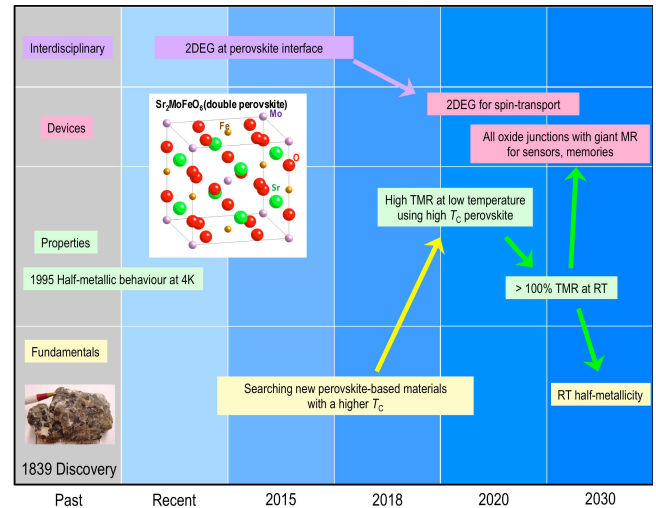 Interdisciplinary
2DEG at perovskite interface
Devices
2DEG for spin-transport
All oxide junctions with giant MR
for sensors, memories
Sr2MoFeO6(double perovskite)
Mo
Fe
O
Sr
High TMR at low temperature
using high TC perovskite
Properties
1995 Half-metallic behaviour at 4K
> 100% TMR at RT
Fundamentals
Searching new perovskite-based materials
with a higher TC
RT half-metallicity
1839 Discovery
Past Recent 2015 2018 2020 2030